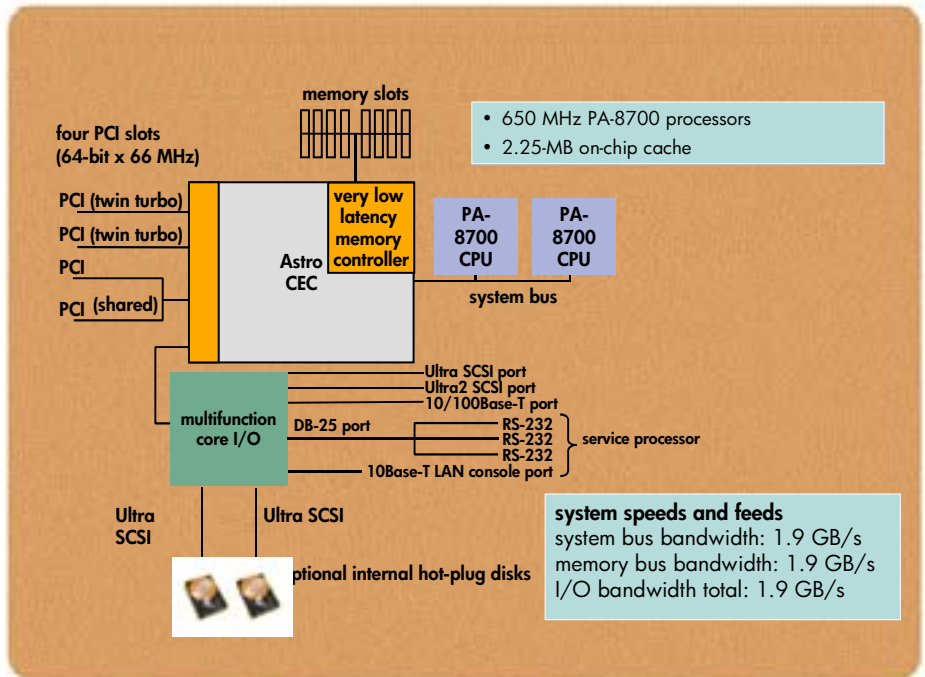 memory slots
• 650 MHz PA-8700 processors
• 2.25-MB on-chip cache
four PCI slots
(64-bit x 66 MHz)
PCI (twin turbo)
PCI (twin turbo)
PCI
PCI (shared)
very low
latency
memory
controller
Astro
CEC
PA-
8700
CPU
PA-
8700
CPU
system bus
Ultra SCSI port
Ultra2 SCSI port
10/100Base-T port
multifunction
core I/O
DB-25 port
RS-232
RS-232
RS-232
service processor
10Base-T LAN console port
Ultra
SCSI
Ultra SCSI
ptional internal hot-plug disks
system speeds and feeds
system bus bandwidth: 1.9 GB/s
memory bus bandwidth: 1.9 GB/s
I/O bandwidth total: 1.9 GB/s